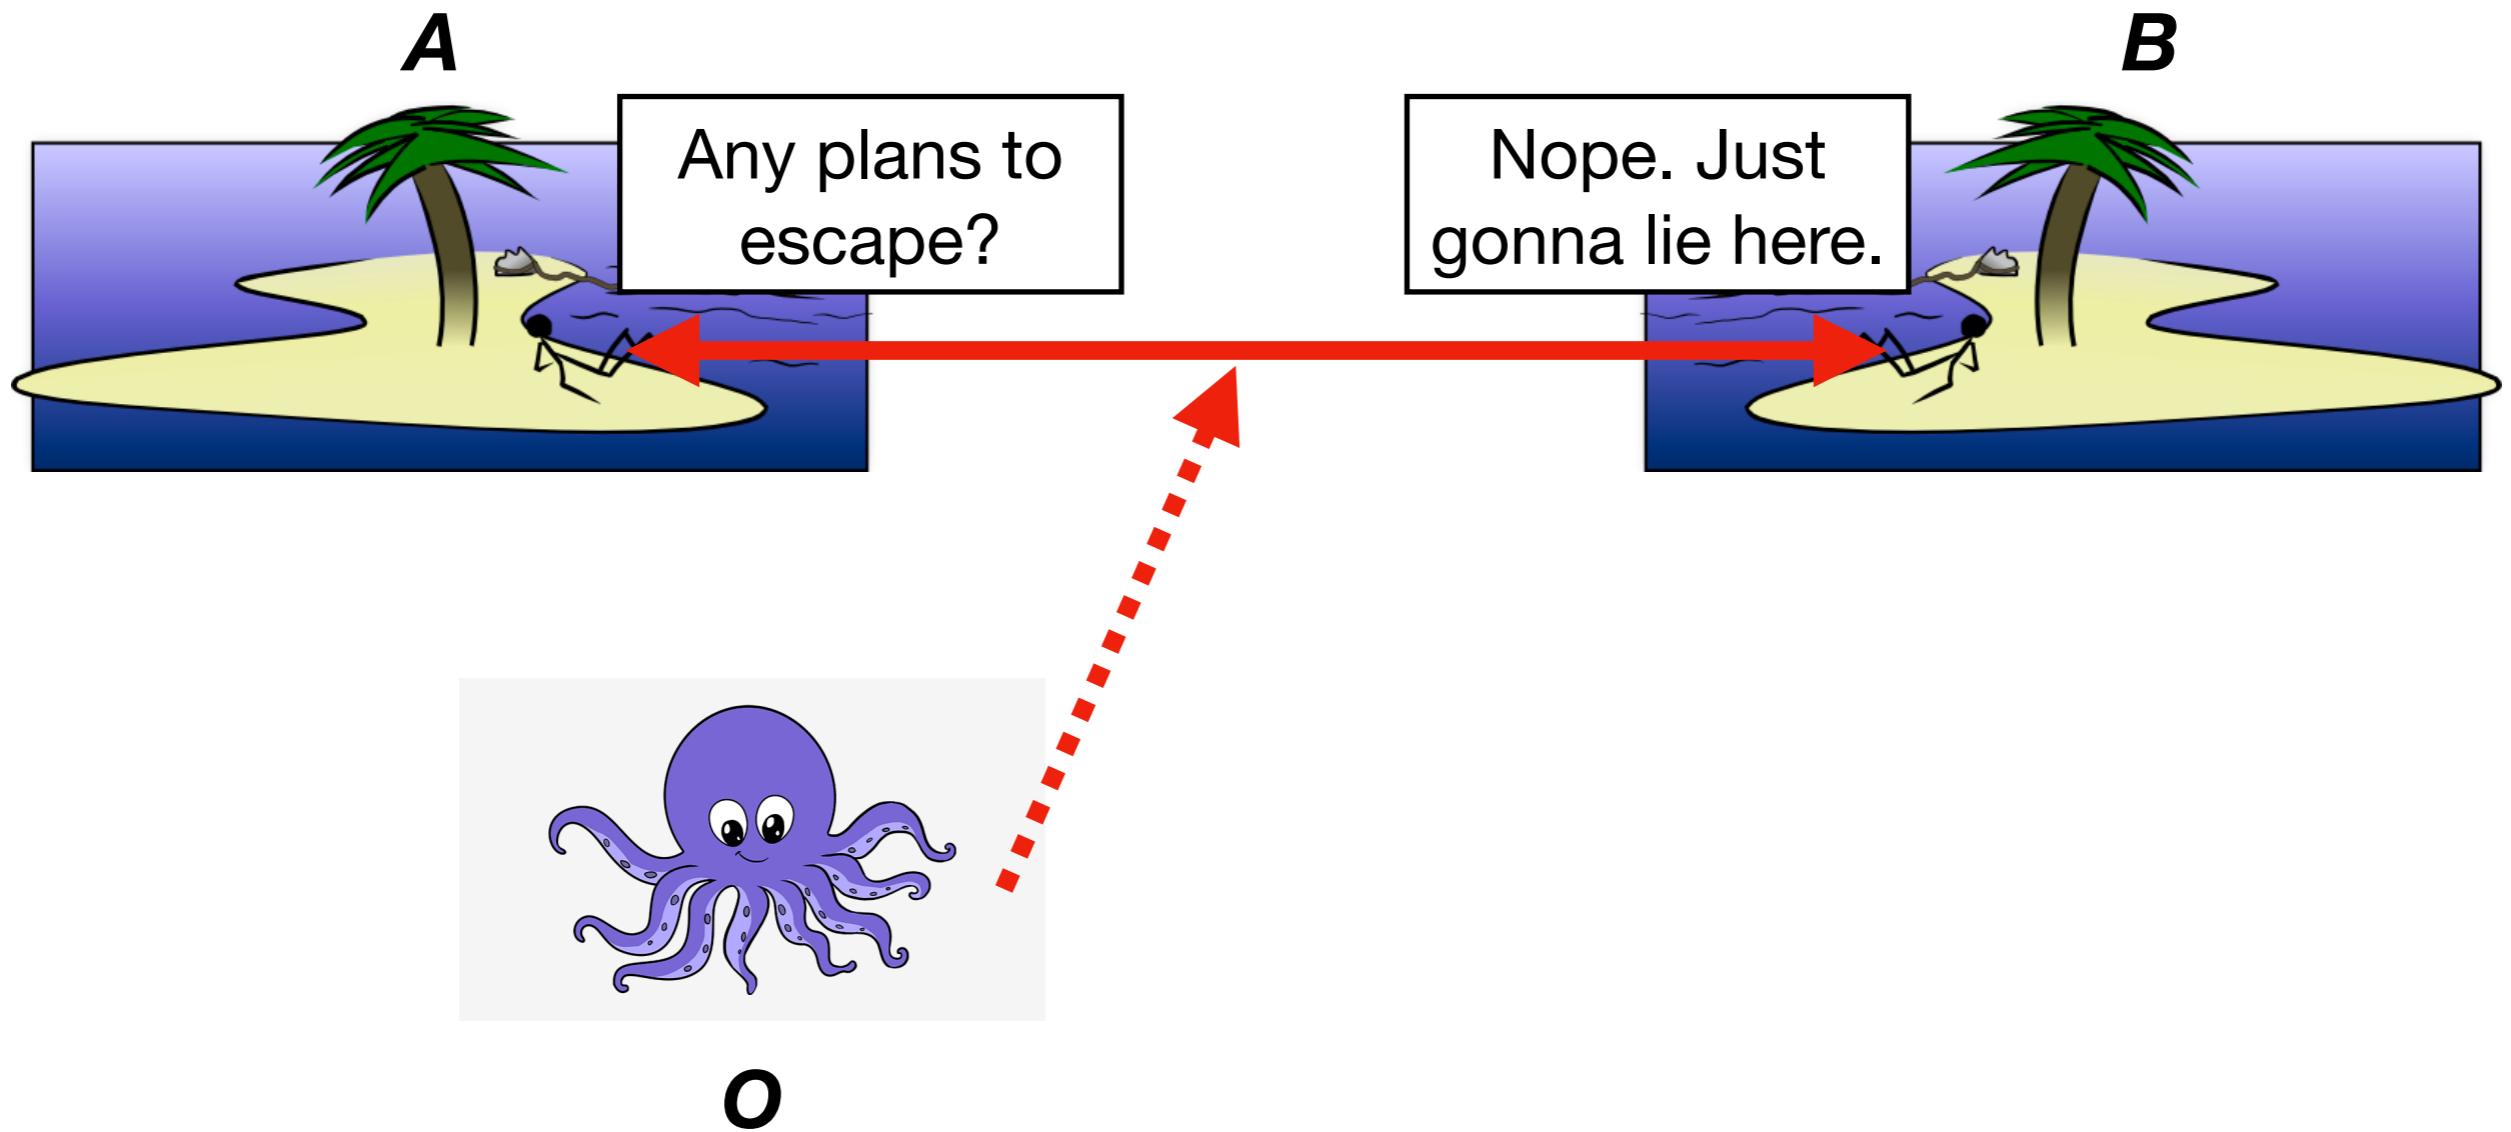 A
B
Any plans to
escape?
Nope. Just
gonna lie here.
O